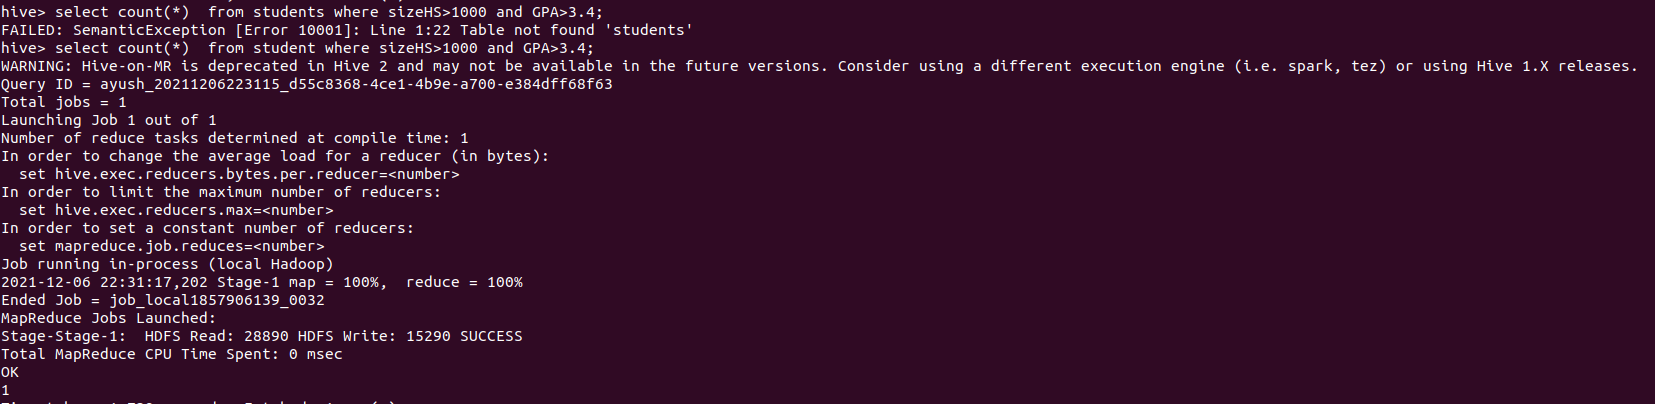 hive> select count(*)  from students where sizeHS>1000 and GPA>3.4;
FAILED: SemanticException [Error 10001]: Line 1:22 Table not found 'students'
hive> select count(*)  from student where sizeHS>1000 and GPA>3.4;
WARNING: Hive-on-MR is deprecated in Hive 2 and may not be available in the future versions. Consider using a different execution engine (i.e. spark, tez) or using Hive 1.X releases.
Query ID = ayush_20211206223115_d55c8368-4ce1-4b9e-a700-e384dff68f63
Total jobs = 1
Launching Job 1 out of 1
Number of reduce tasks determined at compile time: 1
In order to change the average load for a reducer (in bytes):
  set hive.exec.reducers.bytes.per.reducer=<number>
In order to limit the maximum number of reducers:
  set hive.exec.reducers.max=<number>
In order to set a constant number of reducers:
  set mapreduce.job.reduces=<number>
Job running in-process (local Hadoop)
2021-12-06 22:31:17,202 Stage-1 map = 100%,  reduce = 100%
Ended Job = job_local1857906139_0032
MapReduce Jobs Launched:
Stage-Stage-1:  HDFS Read: 28890 HDFS Write: 15290 SUCCESS
Total MapReduce CPU Time Spent: 0 msec
OK
1